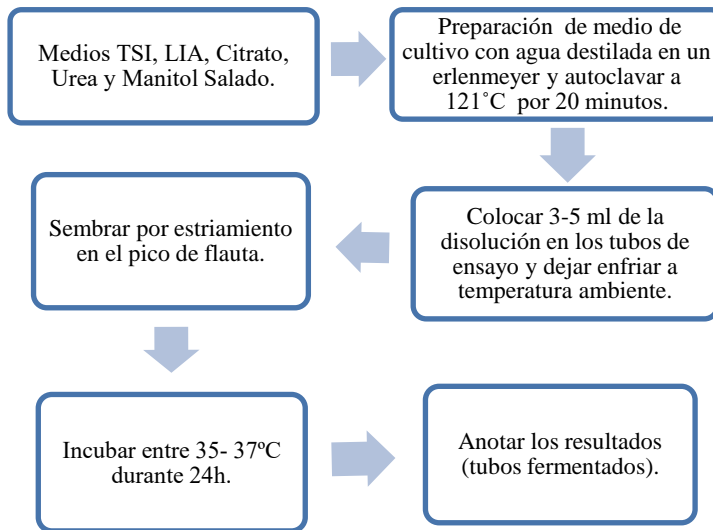 Medios TSI, LIA, Citrato,
Urea y Manitol Salado.
Preparación de medio de
cultivo con agua destilada en un
erlenmeyer y autoclavar a
121˚C por 20 minutos.
Colocar 3-5 ml de la
disolución en los tubos de
ensayo y dejar enfriar a
temperatura ambiente.
Sembrar por estriamiento
en el pico de flauta.
Incubar entre 35- 37ºC
durante 24h.
Anotar los resultados
(tubos fermentados).